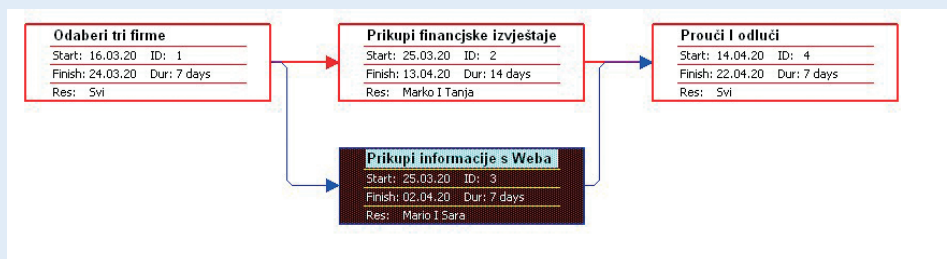 Odaberi tri firme
Start: 16.03.20 ID: 1
Finish: 24.03.20 Dur: 7 days
Res: Svi
Prikupi financjske izvještaje
Start: 25.03.20 ID: 2
Finish: 13.04.20 Dur: 14 days
Res: Marko I Tanja
Prouči I odluči
Start: 14.04.20 ID: 4
Finish: 22.04.20 Dur: 7 days
Res: Svi
Prikupi informacije s Weba
Start: 25.03.20 ID: 3
Finish: 02.04.20 Dur: 7 days
Res: Mario I Sara